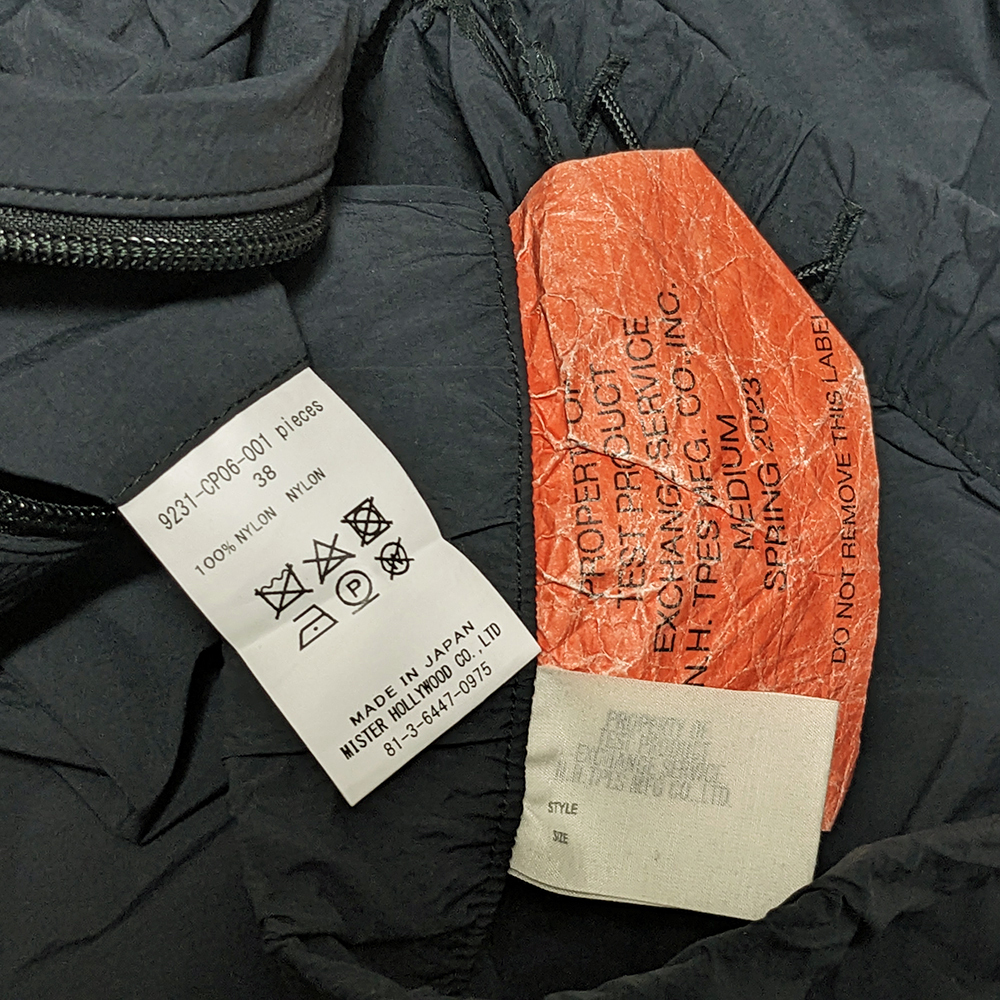 9231-CP06-001 pieces
38
100% NYLON NYLON
P
MADE IN JAPAN
MISTER HOLLYWOOD CO.,LTD
81-3-6447-0975
PROPERTY OF
TEST PRODUCT
EXCHANGE SERVICE
N.H. TPES MFG. CO.,INC.
MEDIUM
SPRING 2023
DO NOT REMOVE THIS LABEL
PROPERTY OF
TEST PRODUCT
EXCHANGE SERVICE
N.H.TPES MFG CO.,LTD.
STYLE
SIZE